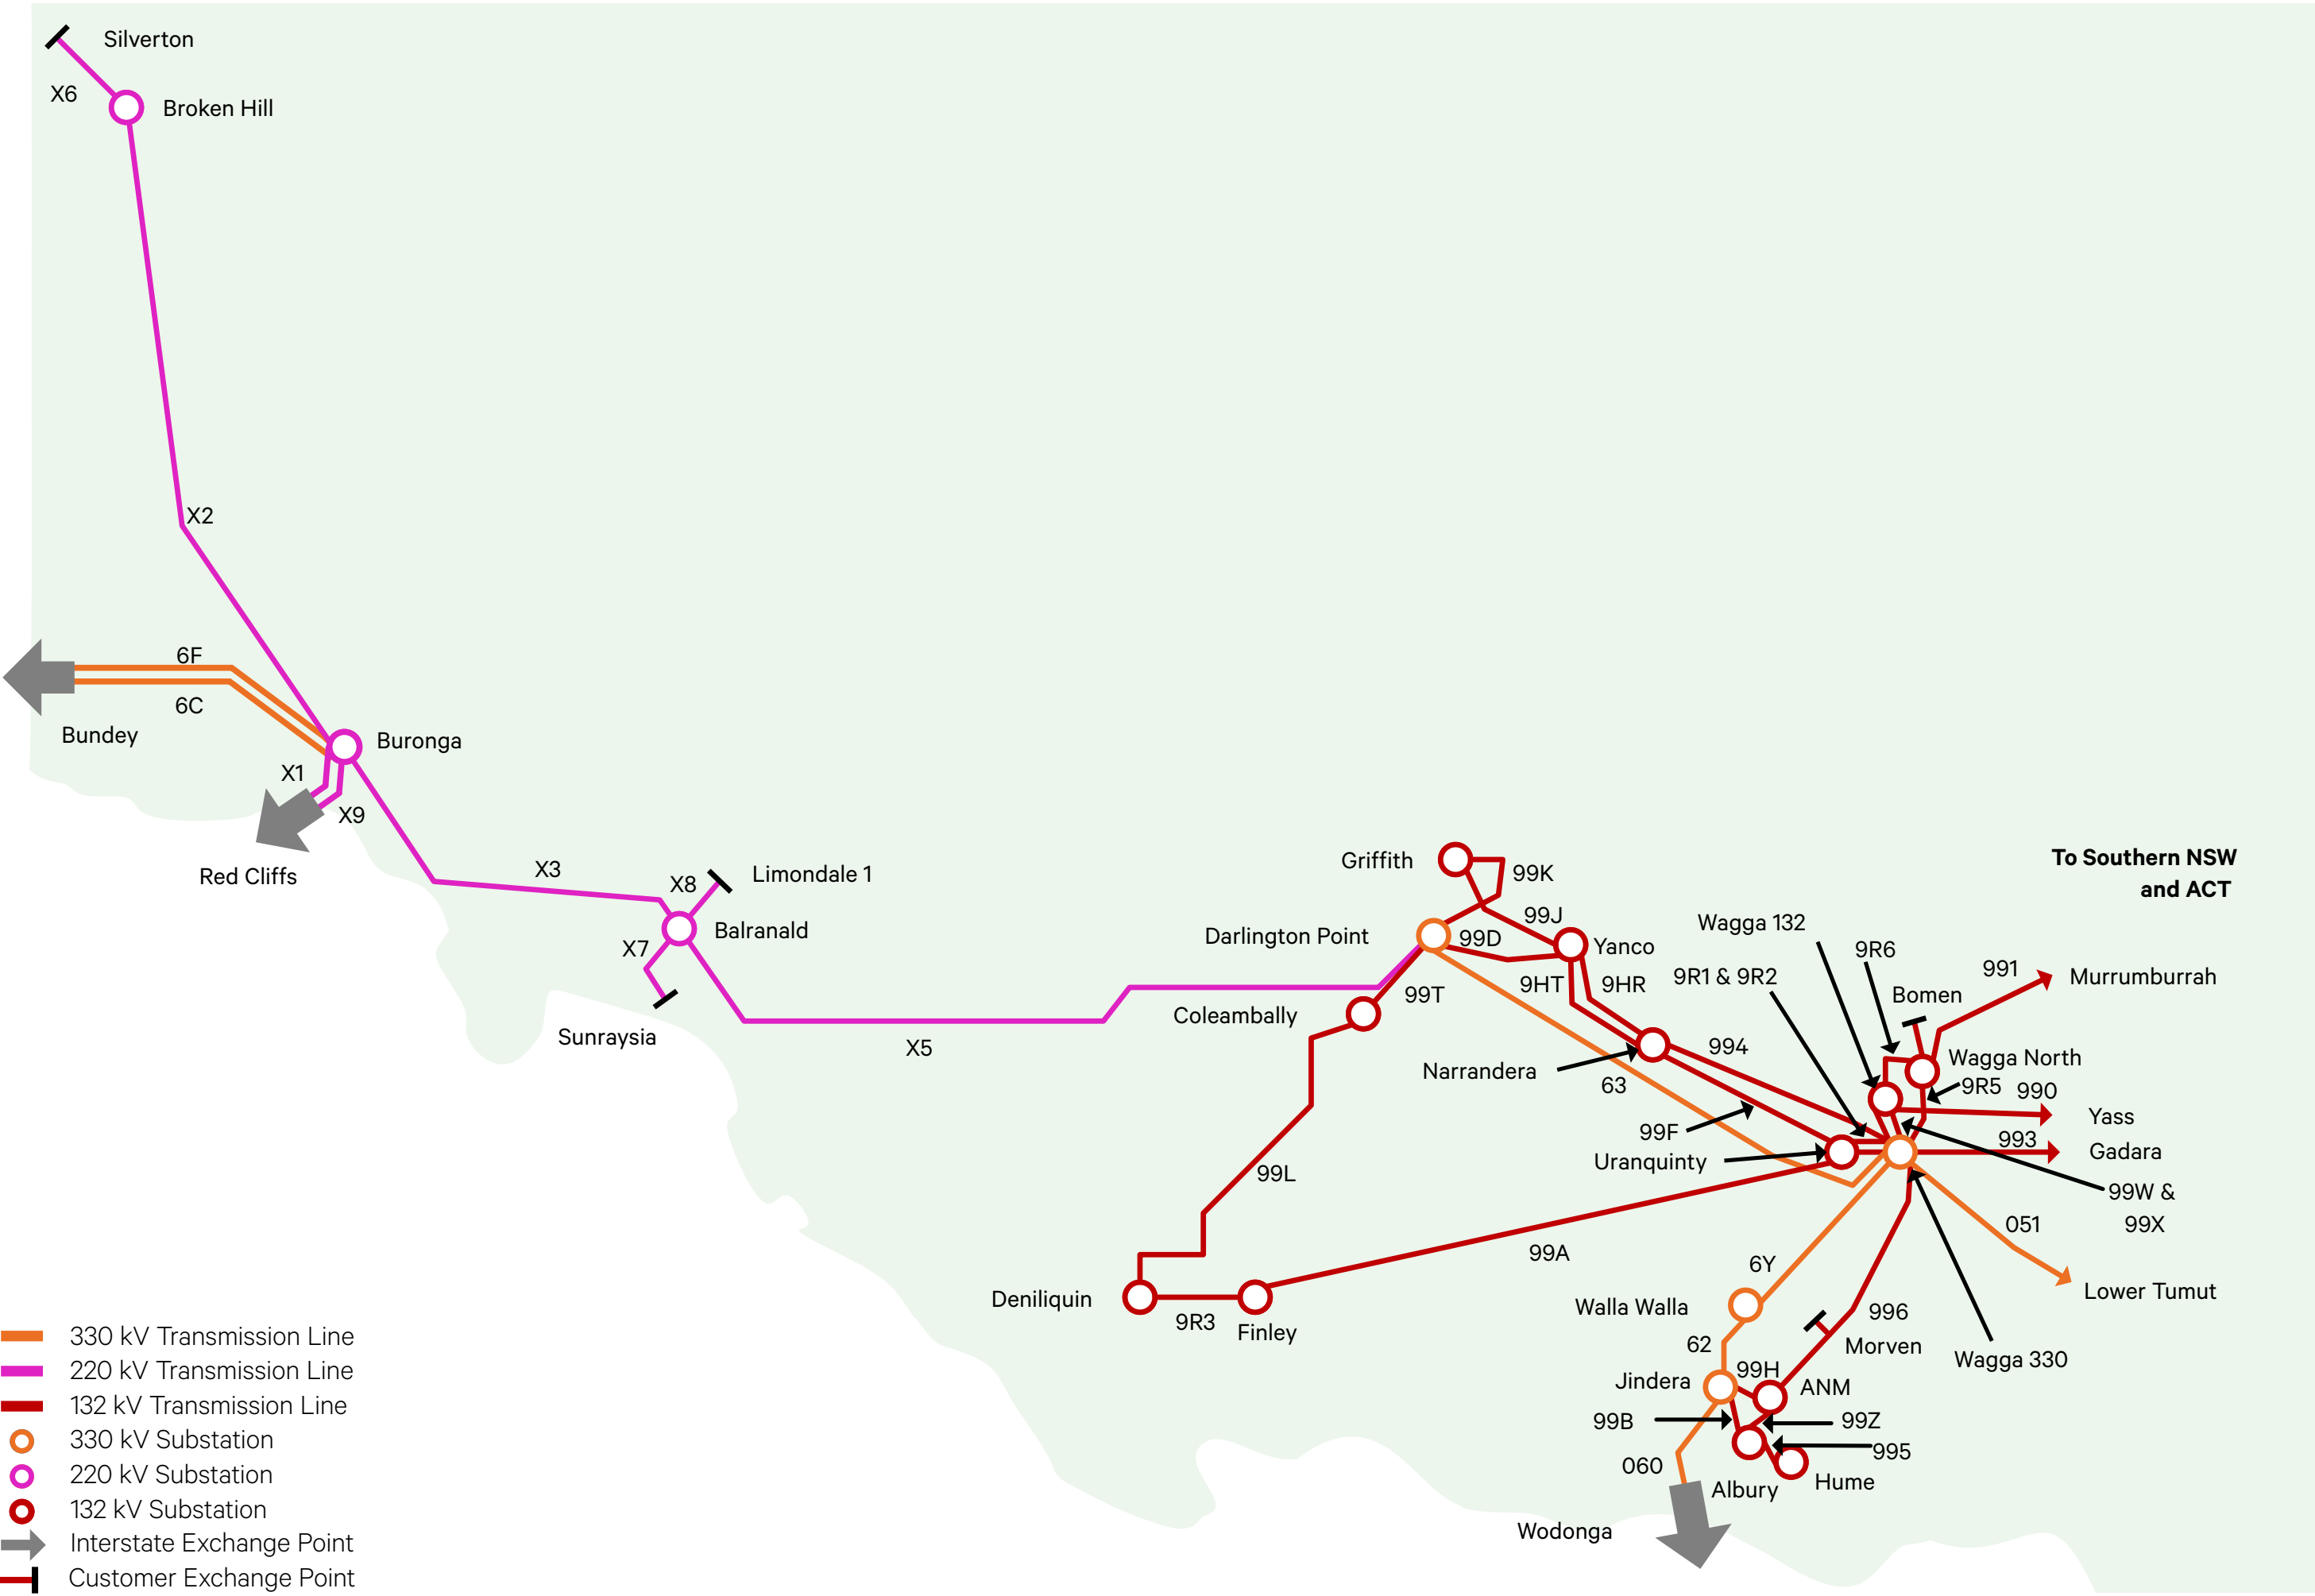 Silverton
X6
Broken Hill
X2
6F
6C
Bundey
Buronga
X1
X9
Red Cliffs
X3
X8
Limondale 1
X7
Balranald
Sunraysia
X5
Griffith
99K
99J
Darlington Point
99D
Yanco
9HT
9HR
99T
Coleambally
Narrandera
63
994
99F
Uranquinty
99L
99A
Deniliquin
9R3
Finley
To Southern NSW
and ACT
Wagga 132
9R6
9R1 & 9R2
991
Murrumburrah
Bomen
Wagga North
9R5
990
Yass
993
Gadara
99W &
99X
051
Lower Tumut
6Y
Walla Walla
996
62
Morven
Wagga 330
99H
Jindera
ANM
99B
99Z
995
060
Albury
Hume
Wodonga
330 kV Transmission Line
220 kV Transmission Line
132 kV Transmission Line
330 kV Substation
220 kV Substation
132 kV Substation
Interstate Exchange Point
Customer Exchange Point